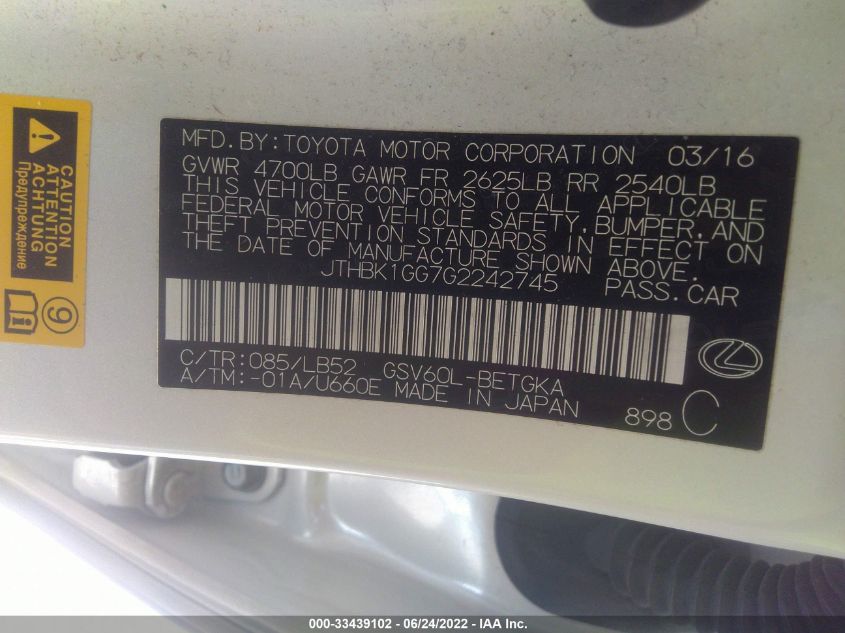 MFD.BY:TOYOTA MOTOR CORPORATION 03/16
GVWR 4700LB GAWR FR 2625LB RR 2540LB
THIS VEHICLE CONFORMS TO ALL APPLICABLE
FEDERAL MOTOR VEHICLE SAFETY,BUMPER,AND
THEFT PREVENTION STANDARDS IN EFFECT ON
THE DATE OF MANUFACTURE SHOWN ABOVE.
JTHBK1GG7G2242745 PASS.CAR
C/TR:085/LB52 GSV60L-BETGKA
A/TM:-01A/U660E MADE IN JAPAN
898 C
CAUTION
ATTENTION
ACHTUNG
Предупреждение
9
000-33439102 - 06/24/2022 - IAA Inc.